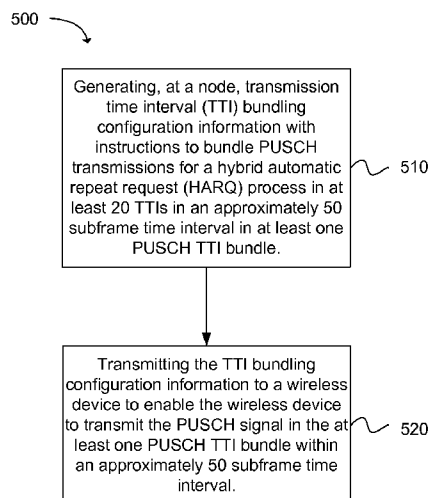 500
Generating, at a node, transmission
time interval (TTI) bundling
configuration information with
instructions to bundle PUSCH
transmissions for a hybrid automatic
repeat request (HARQ) process in at
least 20 TTIs in an approximately 50
subframe time interval in at least one
PUSCH TTI bundle.
510
Transmitting the TTI bundling
configuration information to a wireless
device to enable the wireless device
to transmit the PUSCH signal in the at
least one PUSCH TTI bundle within
an approximately 50 subframe time
interval.
520